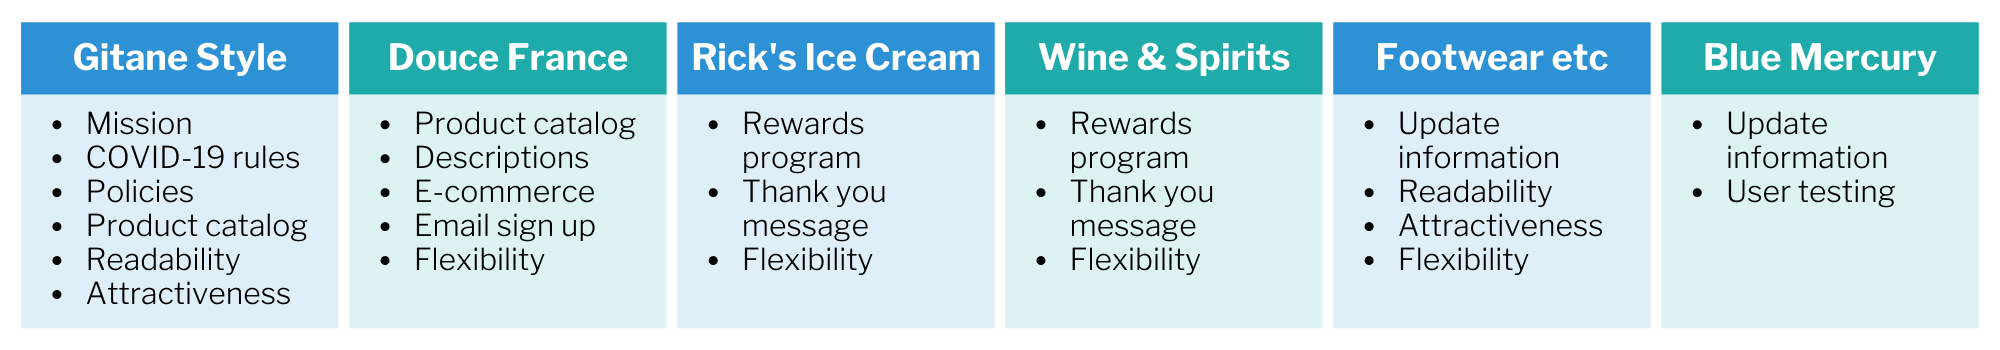 Gitane Style
• Mission
• COVID-19 rules
• Policies
• Product catalog
• Readability
• Attractiveness
Douce France
• Product catalog
• Descriptions
• E-commerce
• Email sign up
• Flexibility
Rick's Ice Cream
• Rewards
program
• Thank you
message
• Flexibility
Wine & Spirits
• Rewards
program
• Thank you
message
• Flexibility
Footwear etc
• Update
information
• Readability
• Attractiveness
• Flexibility
Blue Mercury
• Update
information
• User testing